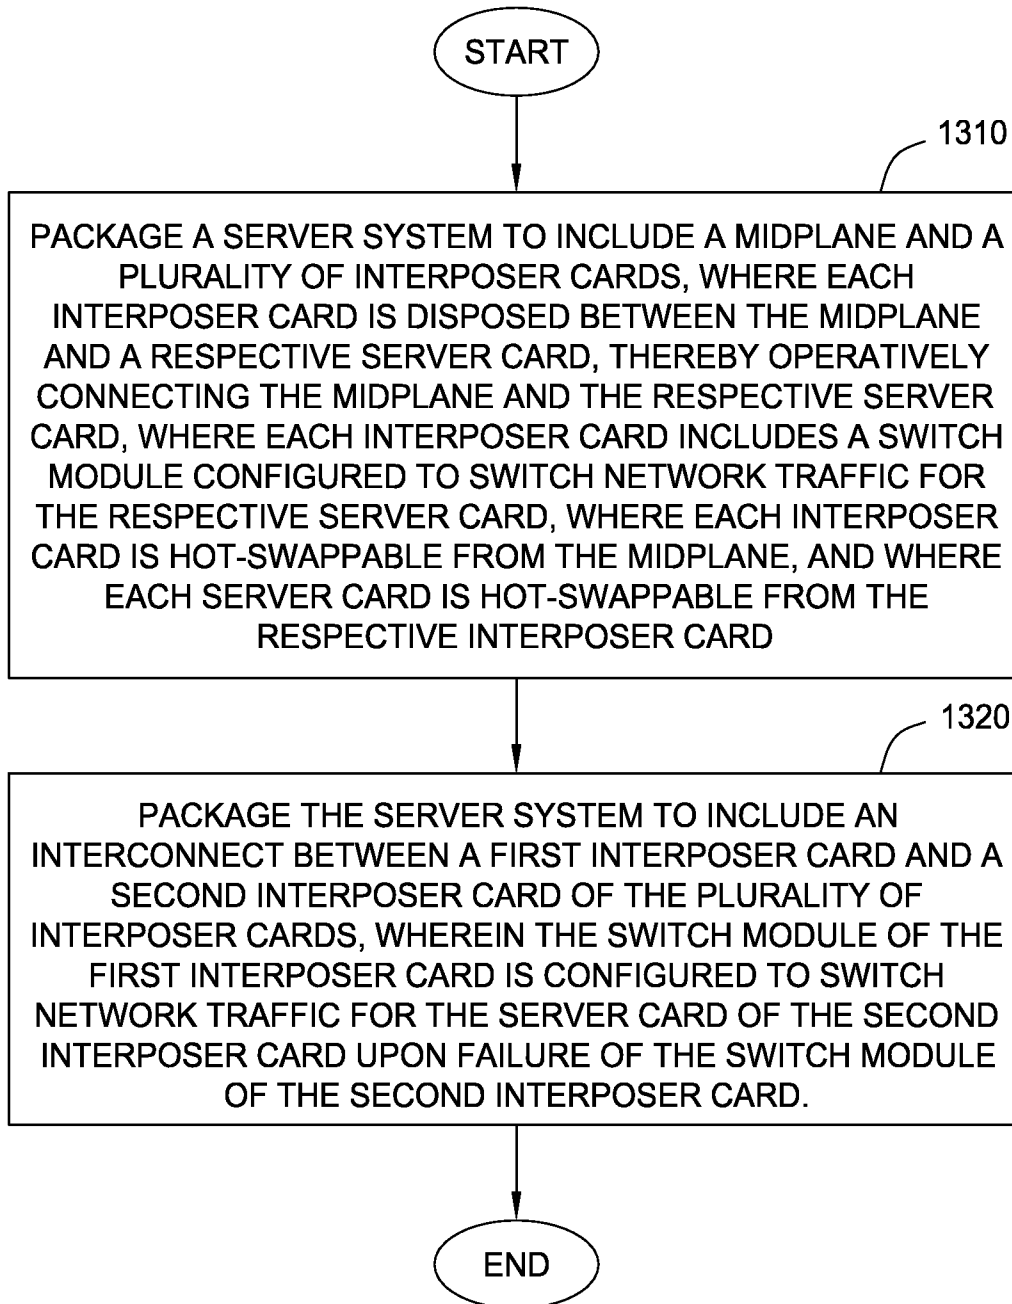 START
1310
PACKAGE A SERVER SYSTEM TO INCLUDE A MIDPLANE AND A
PLURALITY OF INTERPOSER CARDS, WHERE EACH
INTERPOSER CARD IS DISPOSED BETWEEN THE MIDPLANE
AND A RESPECTIVE SERVER CARD, THEREBY OPERATIVELY
CONNECTING THE MIDPLANE AND THE RESPECTIVE SERVER
CARD, WHERE EACH INTERPOSER CARD INCLUDES A SWITCH
MODULE CONFIGURED TO SWITCH NETWORK TRAFFIC FOR
THE RESPECTIVE SERVER CARD, WHERE EACH INTERPOSER
CARD IS HOT-SWAPPABLE FROM THE MIDPLANE, AND WHERE
EACH SERVER CARD IS HOT-SWAPPABLE FROM THE
RESPECTIVE INTERPOSER CARD
1320
PACKAGE THE SERVER SYSTEM TO INCLUDE AN
INTERCONNECT BETWEEN A FIRST INTERPOSER CARD AND A
SECOND INTERPOSER CARD OF THE PLURALITY OF
INTERPOSER CARDS, WHEREIN THE SWITCH MODULE OF THE
FIRST INTERPOSER CARD IS CONFIGURED TO SWITCH
NETWORK TRAFFIC FOR THE SERVER CARD OF THE SECOND
INTERPOSER CARD UPON FAILURE OF THE SWITCH MODULE
OF THE SECOND INTERPOSER CARD.
END